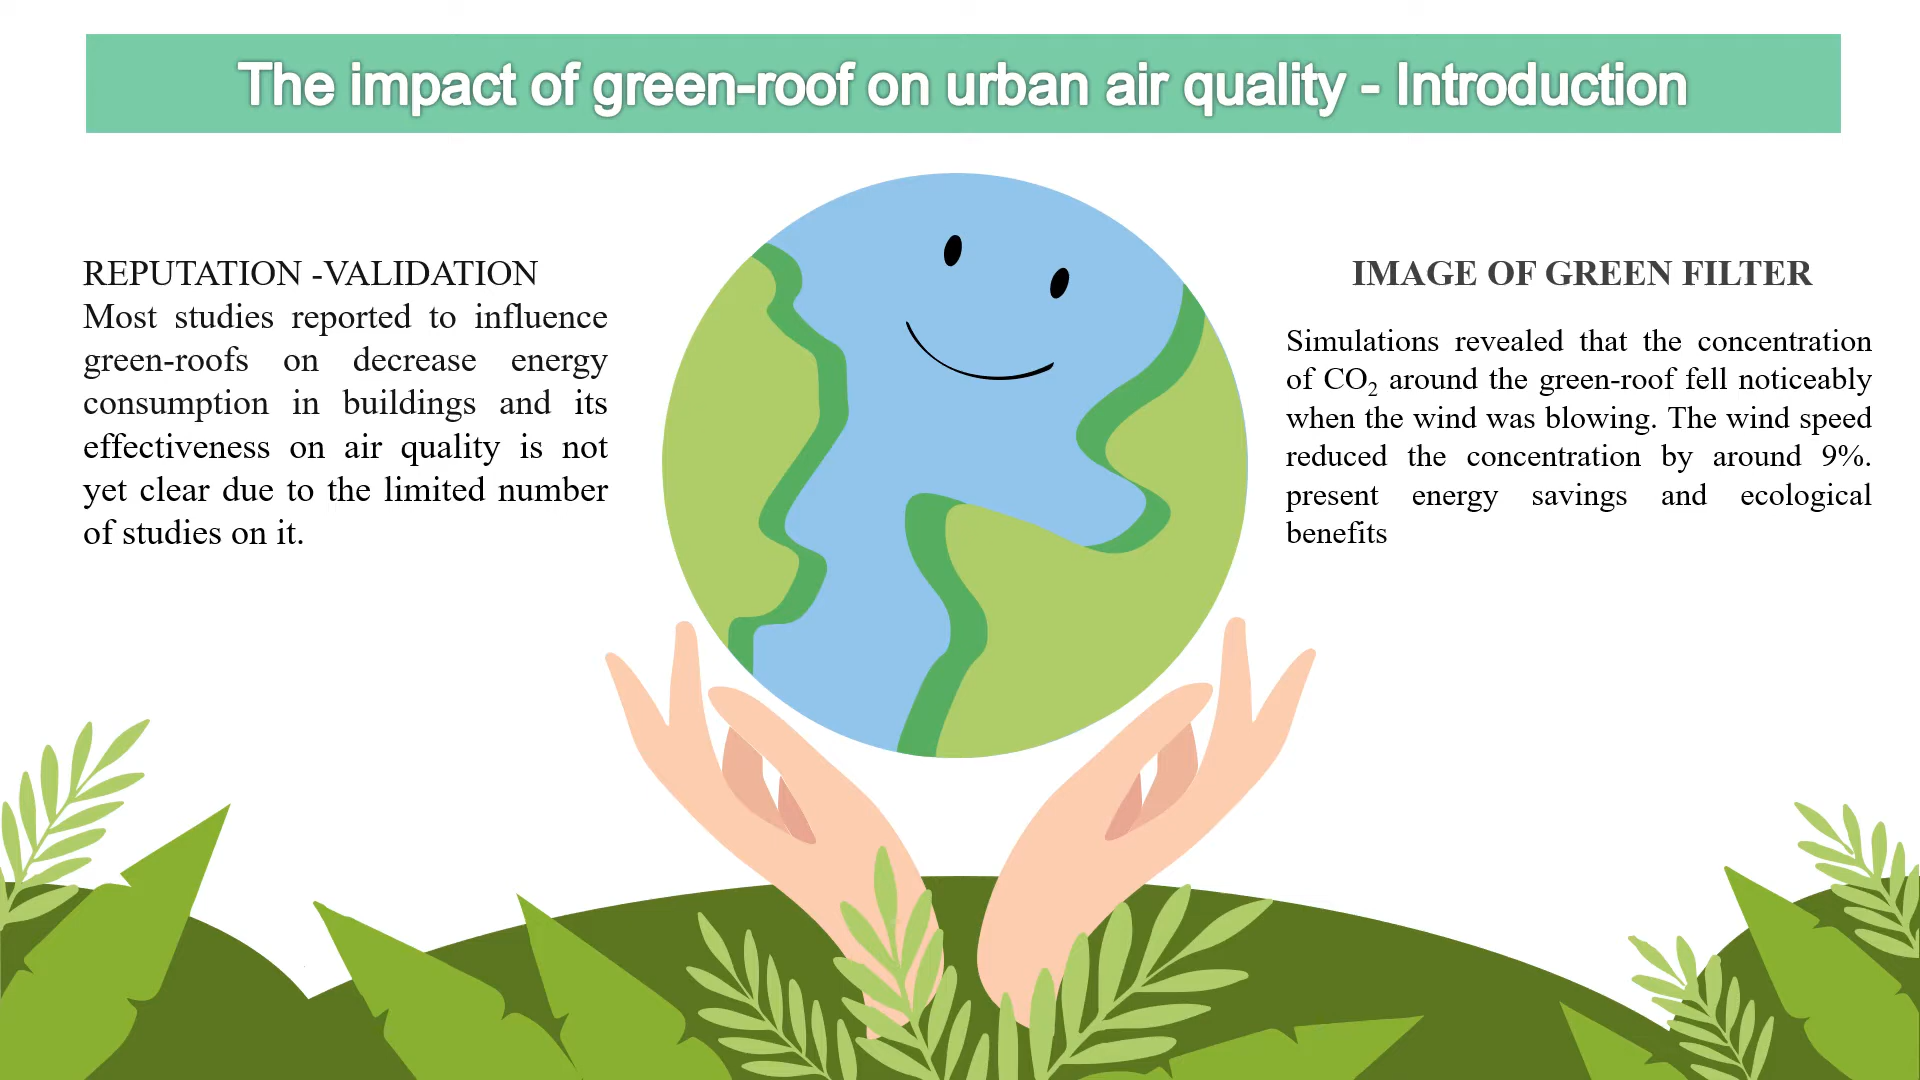 The impact of green-roof on urban air quality - Introduction
REPUTATION -VALIDATION
Most studies reported to influence
green-roofs on decrease energy
consumption in buildings and its
effectiveness on air quality is not
yet clear due to the limited number
of studies on it.
IMAGE OF GREEN FILTER
Simulations revealed that the concentration
of CO₂ around the green-roof fell noticeably
when the wind was blowing. The wind speed
reduced the concentration by around 9%.
present energy savings and ecological
benefits